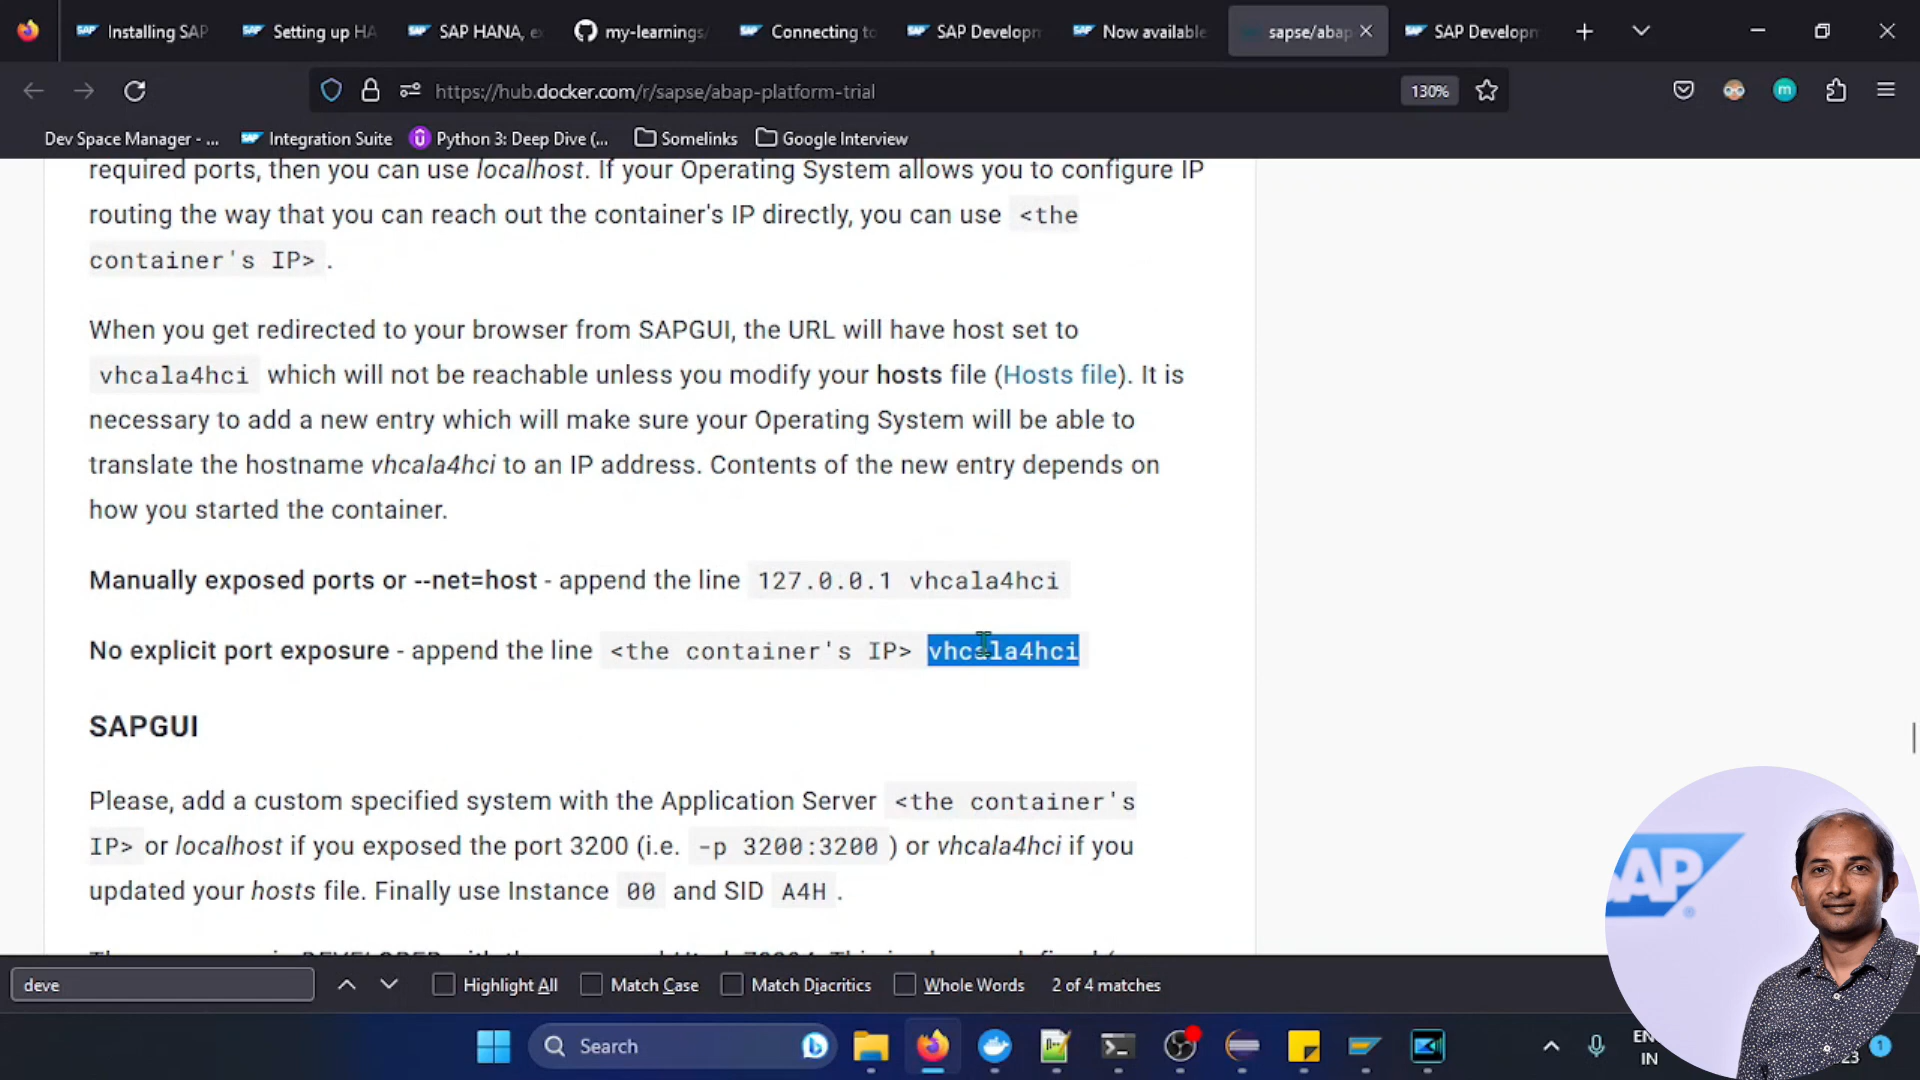 Installing SAP
Setting up HA
SAP HANA, e
my-learnings/
Connecting to
SAP Developm
Now available
sapse/abap
SAP Developm
https://hub.docker.com/r/sapse/abap-platform-trial
130%
Dev Space Manager - ...
Integration Suite
Python 3: Deep Dive (...
Somelinks
Google Interview
required ports, then you can use localhost. If your Operating System allows you to configure IP
routing the way that you can reach out the container's IP directly, you can use <the
container's IP> .
When you get redirected to your browser from SAPGUI, the URL will have host set to
vhcala4hci which will not be reachable unless you modify your hosts file (Hosts file). It is
necessary to add a new entry which will make sure your Operating System will be able to
translate the hostname vhcala4hci to an IP address. Contents of the new entry depends on
how you started the container.
Manually exposed ports or --net=host - append the line 127.0.0.1 vhcala4hci
No explicit port exposure - append the line <the container's IP> vhcala4hci
SAPGUI
Please, add a custom specified system with the Application Server <the container's
IP> or localhost if you exposed the port 3200 (i.e. -p 3200:3200 ) or vhcala4hci if you
updated your hosts file. Finally use Instance 00 and SID A4H .
deve
Highlight All
Match Case
Match Diacritics
Whole Words
2 of 4 matches
Search
EN
IN
23
1
SAP